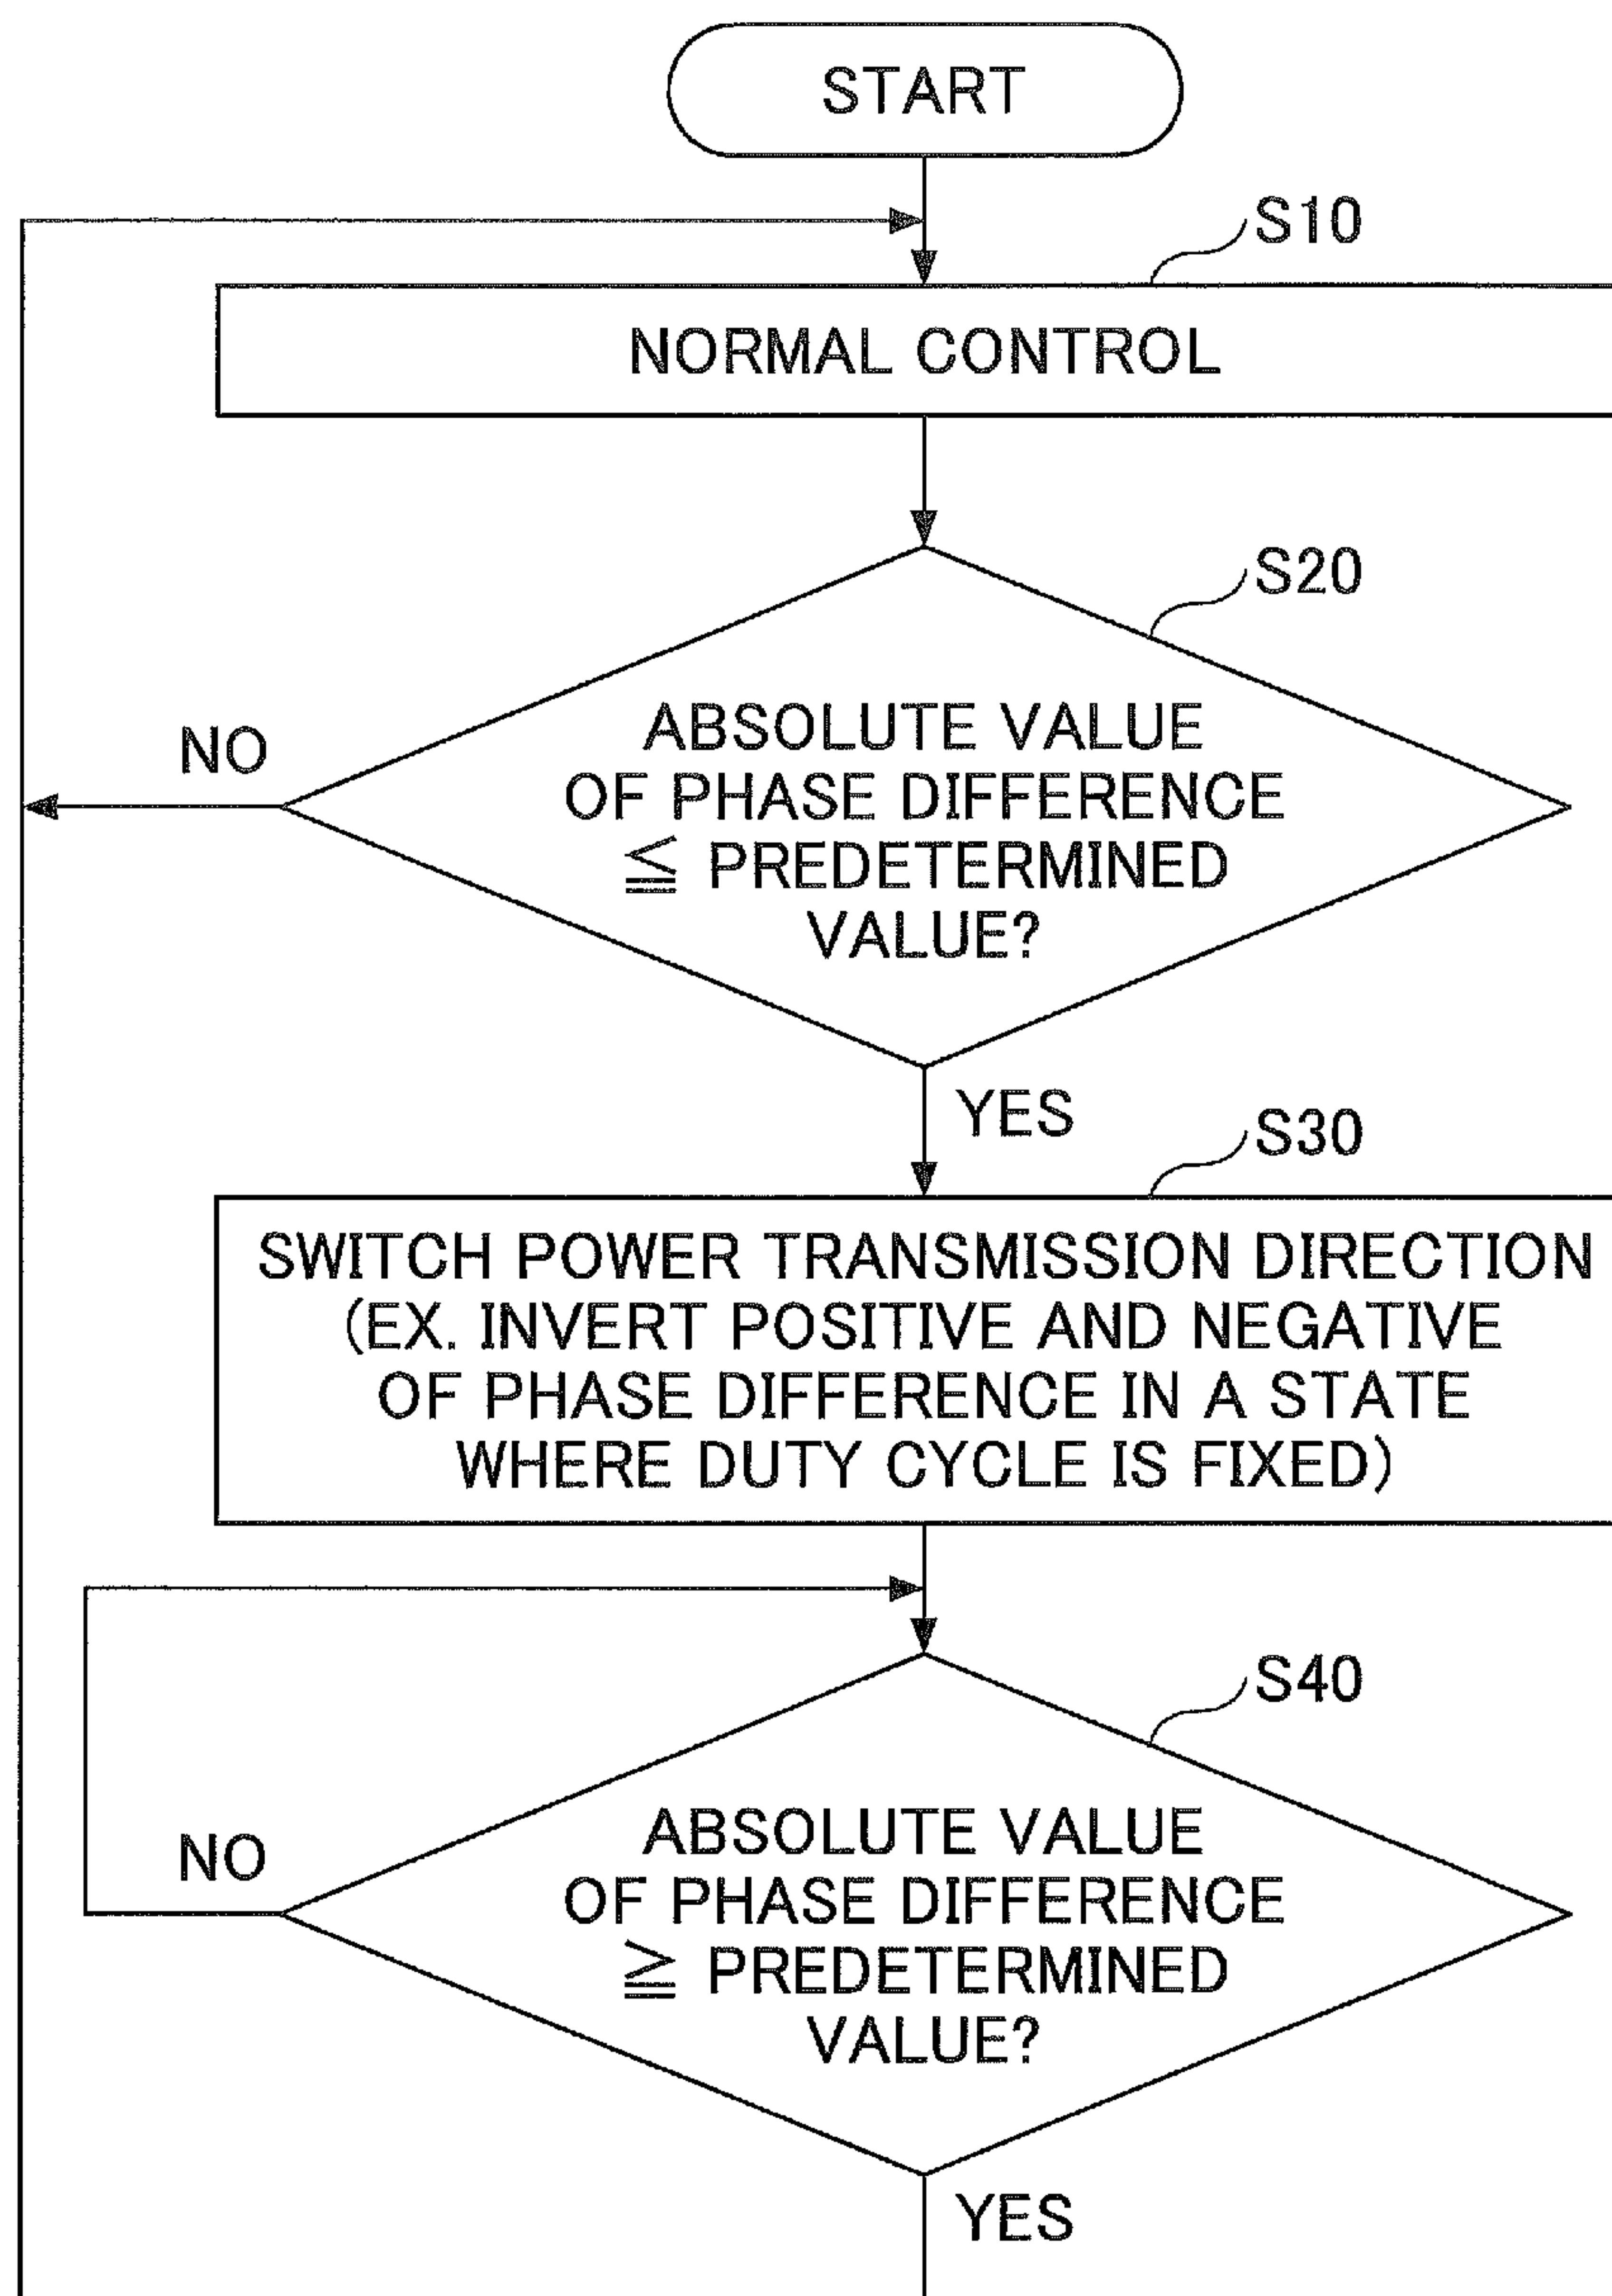 START
S10
NORMAL CONTROL
S20
ABSOLUTE VALUE
OF PHASE DIFFERENCE
≦ PREDETERMINED
VALUE?
NO
YES
S30
SWITCH POWER TRANSMISSION DIRECTION
(EX. INVERT POSITIVE AND NEGATIVE
OF PHASE DIFFERENCE IN A STATE
WHERE DUTY CYCLE IS FIXED)
S40
ABSOLUTE VALUE
OF PHASE DIFFERENCE
≧ PREDETERMINED
VALUE?
NO
YES